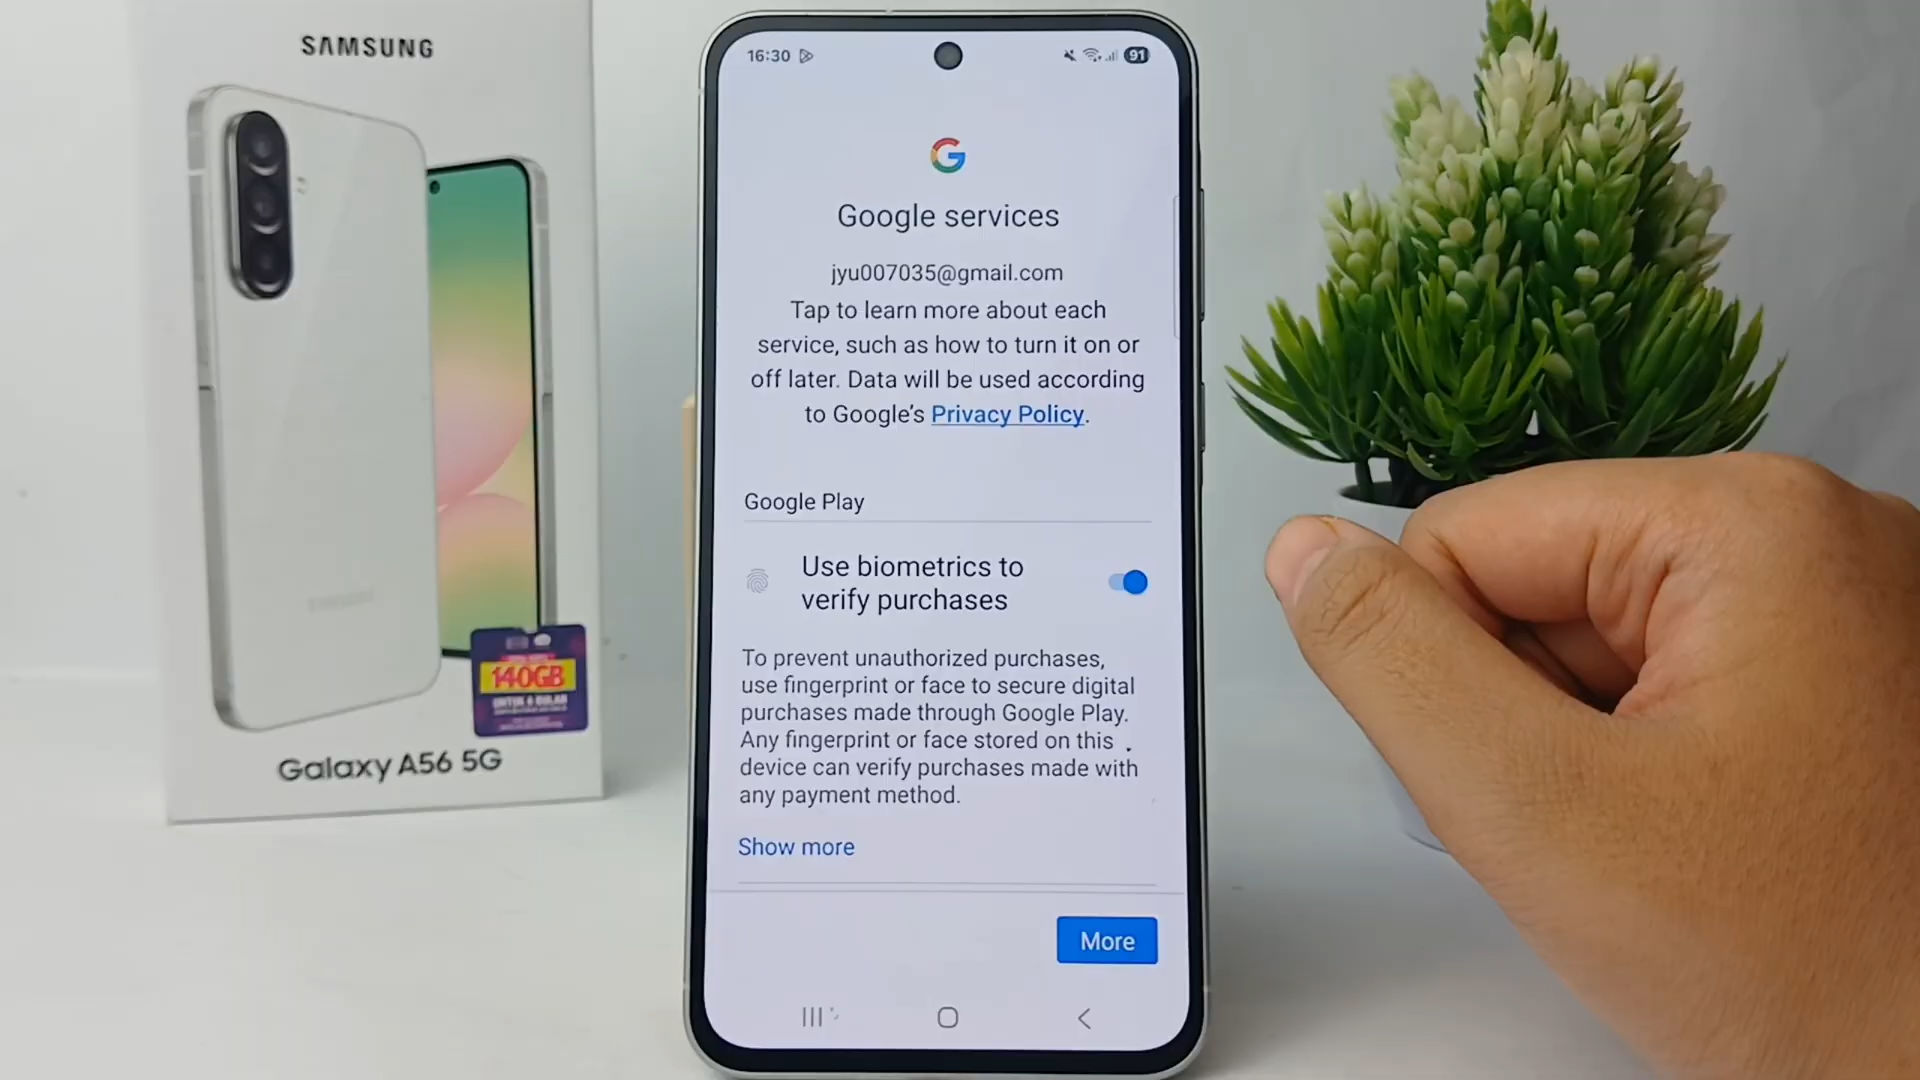 SAMSUNG
Galaxy A56 5G
140GB
16:30
91
Google services
jyu007035@gmail.com
Tap to learn more about each
service, such as how to turn it on or
off later. Data will be used according
to Google’s Privacy Policy.
Google Play
Use biometrics to
verify purchases
To prevent unauthorized purchases,
use fingerprint or face to secure digital
purchases made through Google Play.
Any fingerprint or face stored on this
device can verify purchases made with
any payment method.
Show more
More